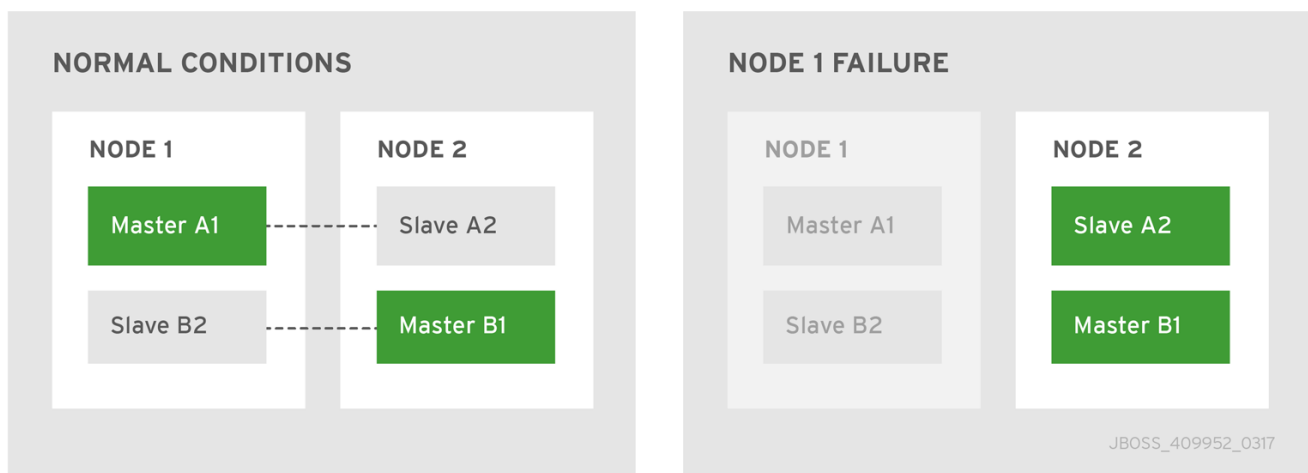 NORMAL CONDITIONS
NODE 1
Master A1
Slave B2
NODE 2
Slave A2
Master B1
NODE 1 FAILURE
NODE 1
Master A1
Slave B2
NODE 2
Slave A2
Master B1
JBOSS_409952_0317